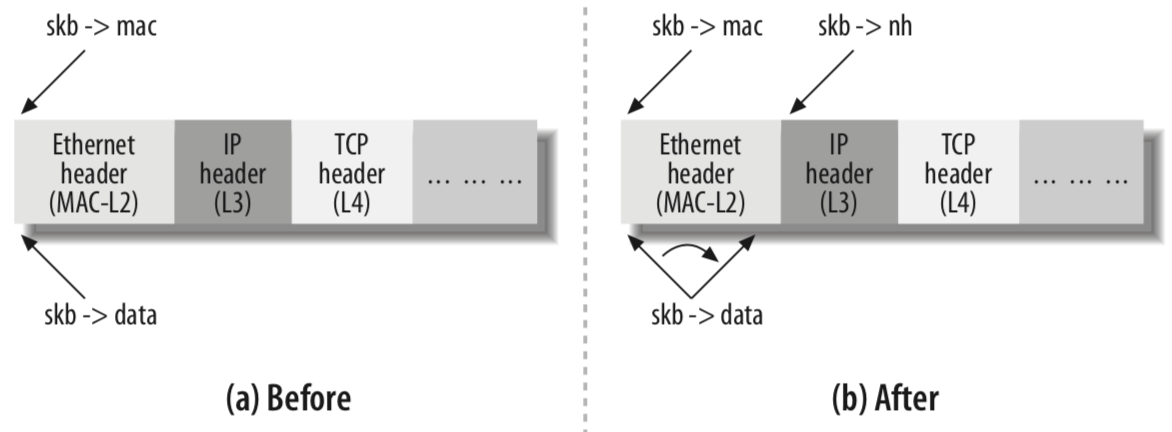 skb -> mac
Ethernet
header
(MAC-L2)
IP
header
(L3)
TCP
header
(L4)
... ... ...
skb -> data
(a) Before
skb -> mac
skb -> nh
Ethernet
header
(MAC-L2)
IP
header
(L3)
TCP
header
(L4)
... ... ...
skb -> data
(b) After